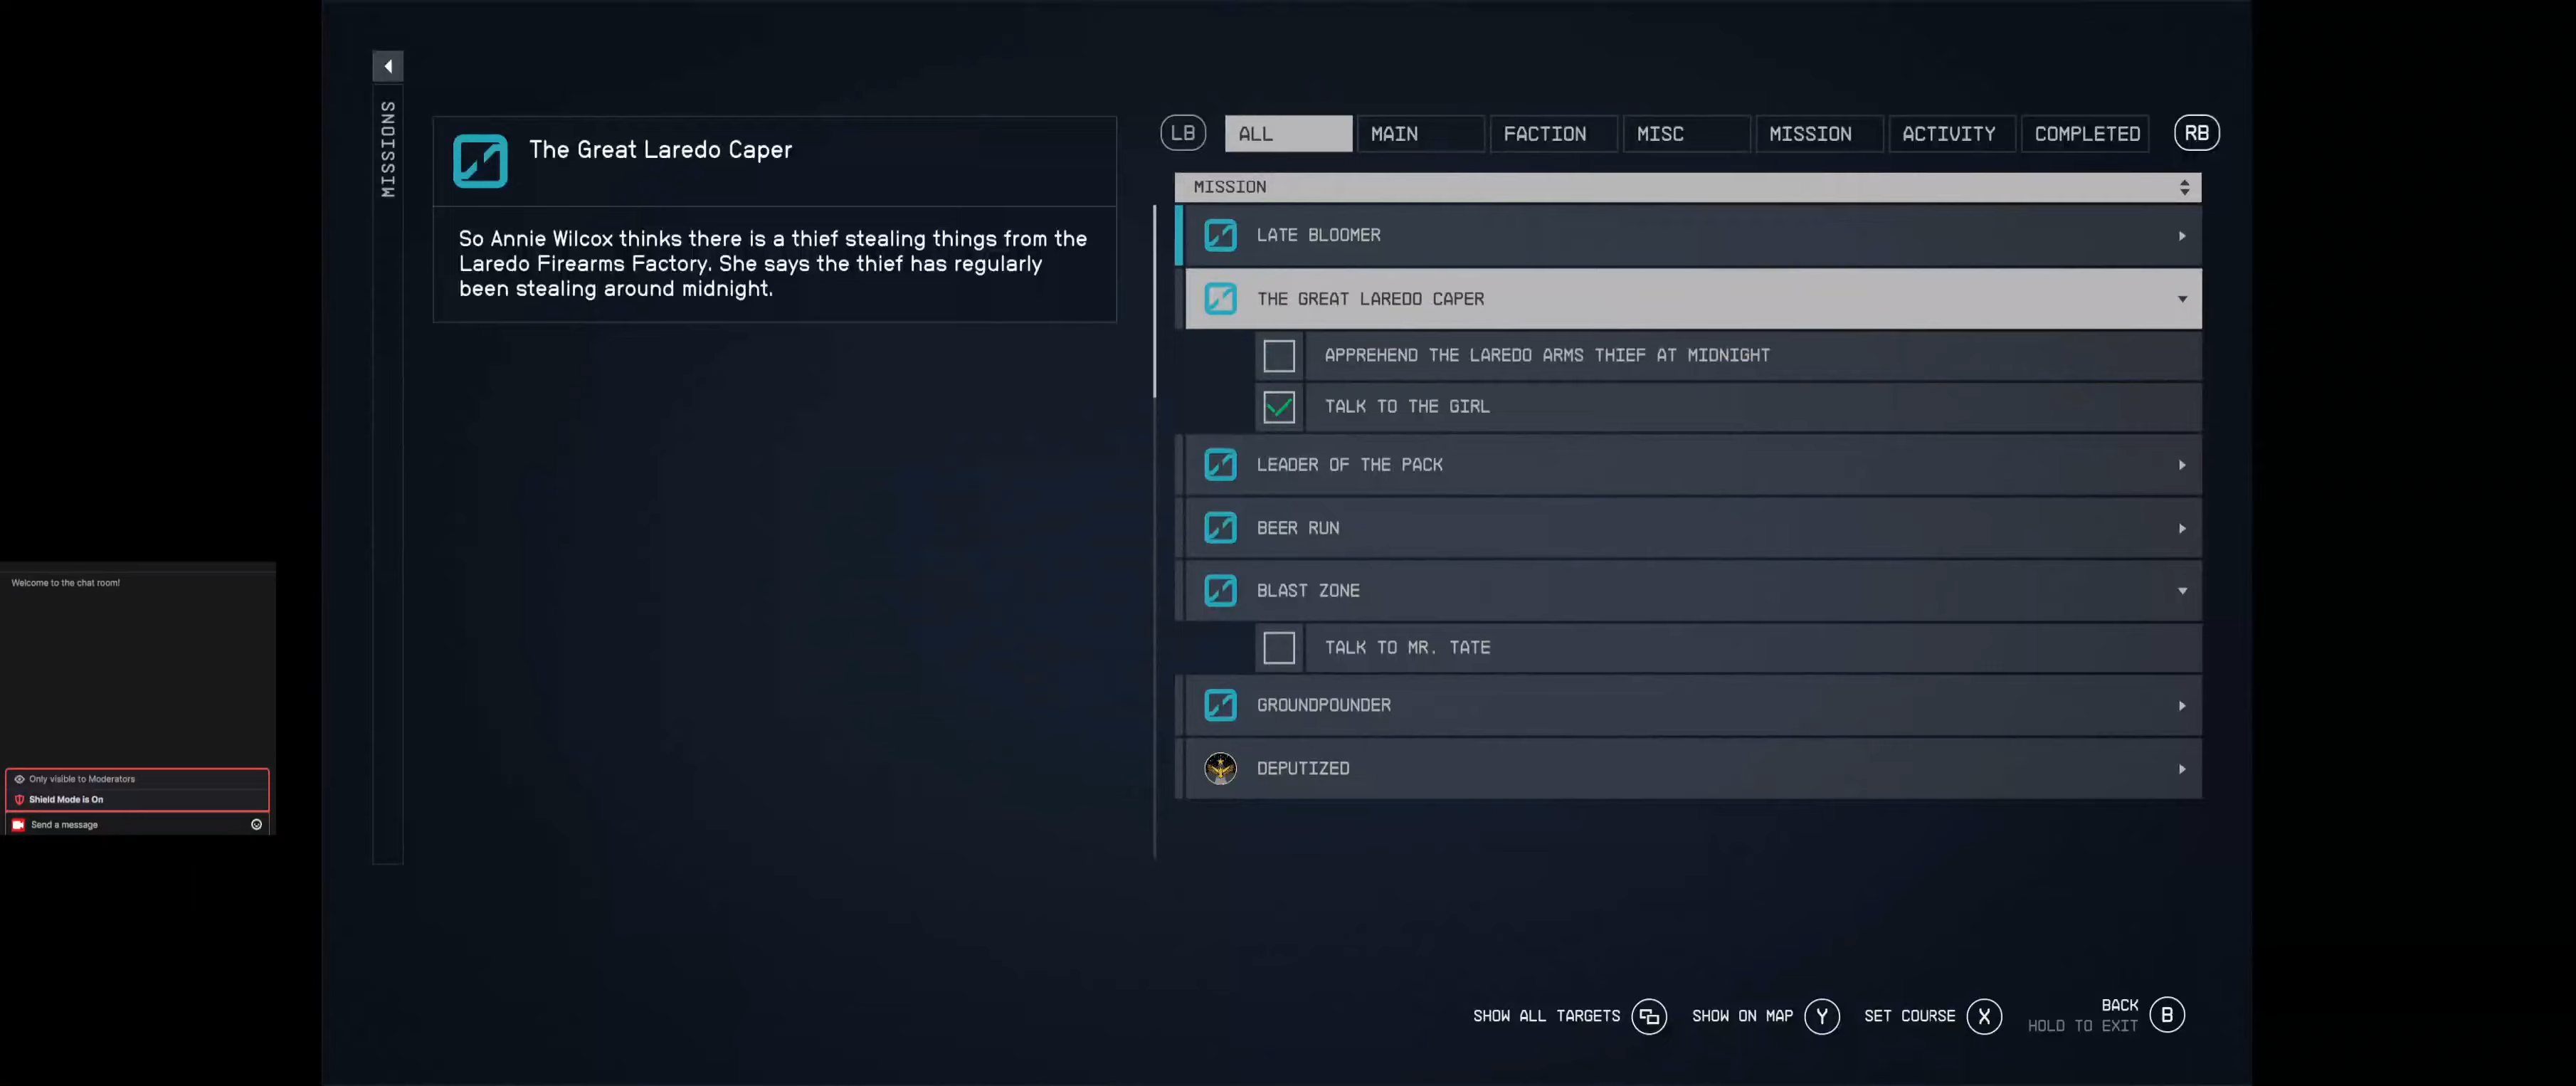 MISSIONS
The Great Laredo Caper
So Annie Wilcox thinks there is a thief stealing things from the
Laredo Firearms Factory. She says the thief has regularly
been stealing around midnight.
LB ALL MAIN FACTION MISC MISSION ACTIVITY COMPLETED RB
MISSION
LATE BLOOMER
THE GREAT LAREDO CAPER
APPREHEND THE LAREDO ARMS THIEF AT MIDNIGHT
TALK TO THE GIRL
LEADER OF THE PACK
BEER RUN
BLAST ZONE
TALK TO MR. TATE
GROUNDPOUNDER
DEPUTIZED
Welcome to the chat room!
Only visible to Moderators
Shield Mode is On
Send a message
SHOW ALL TARGETS SHOW ON MAP Y SET COURSE X BACK B
HOLD TO EXIT